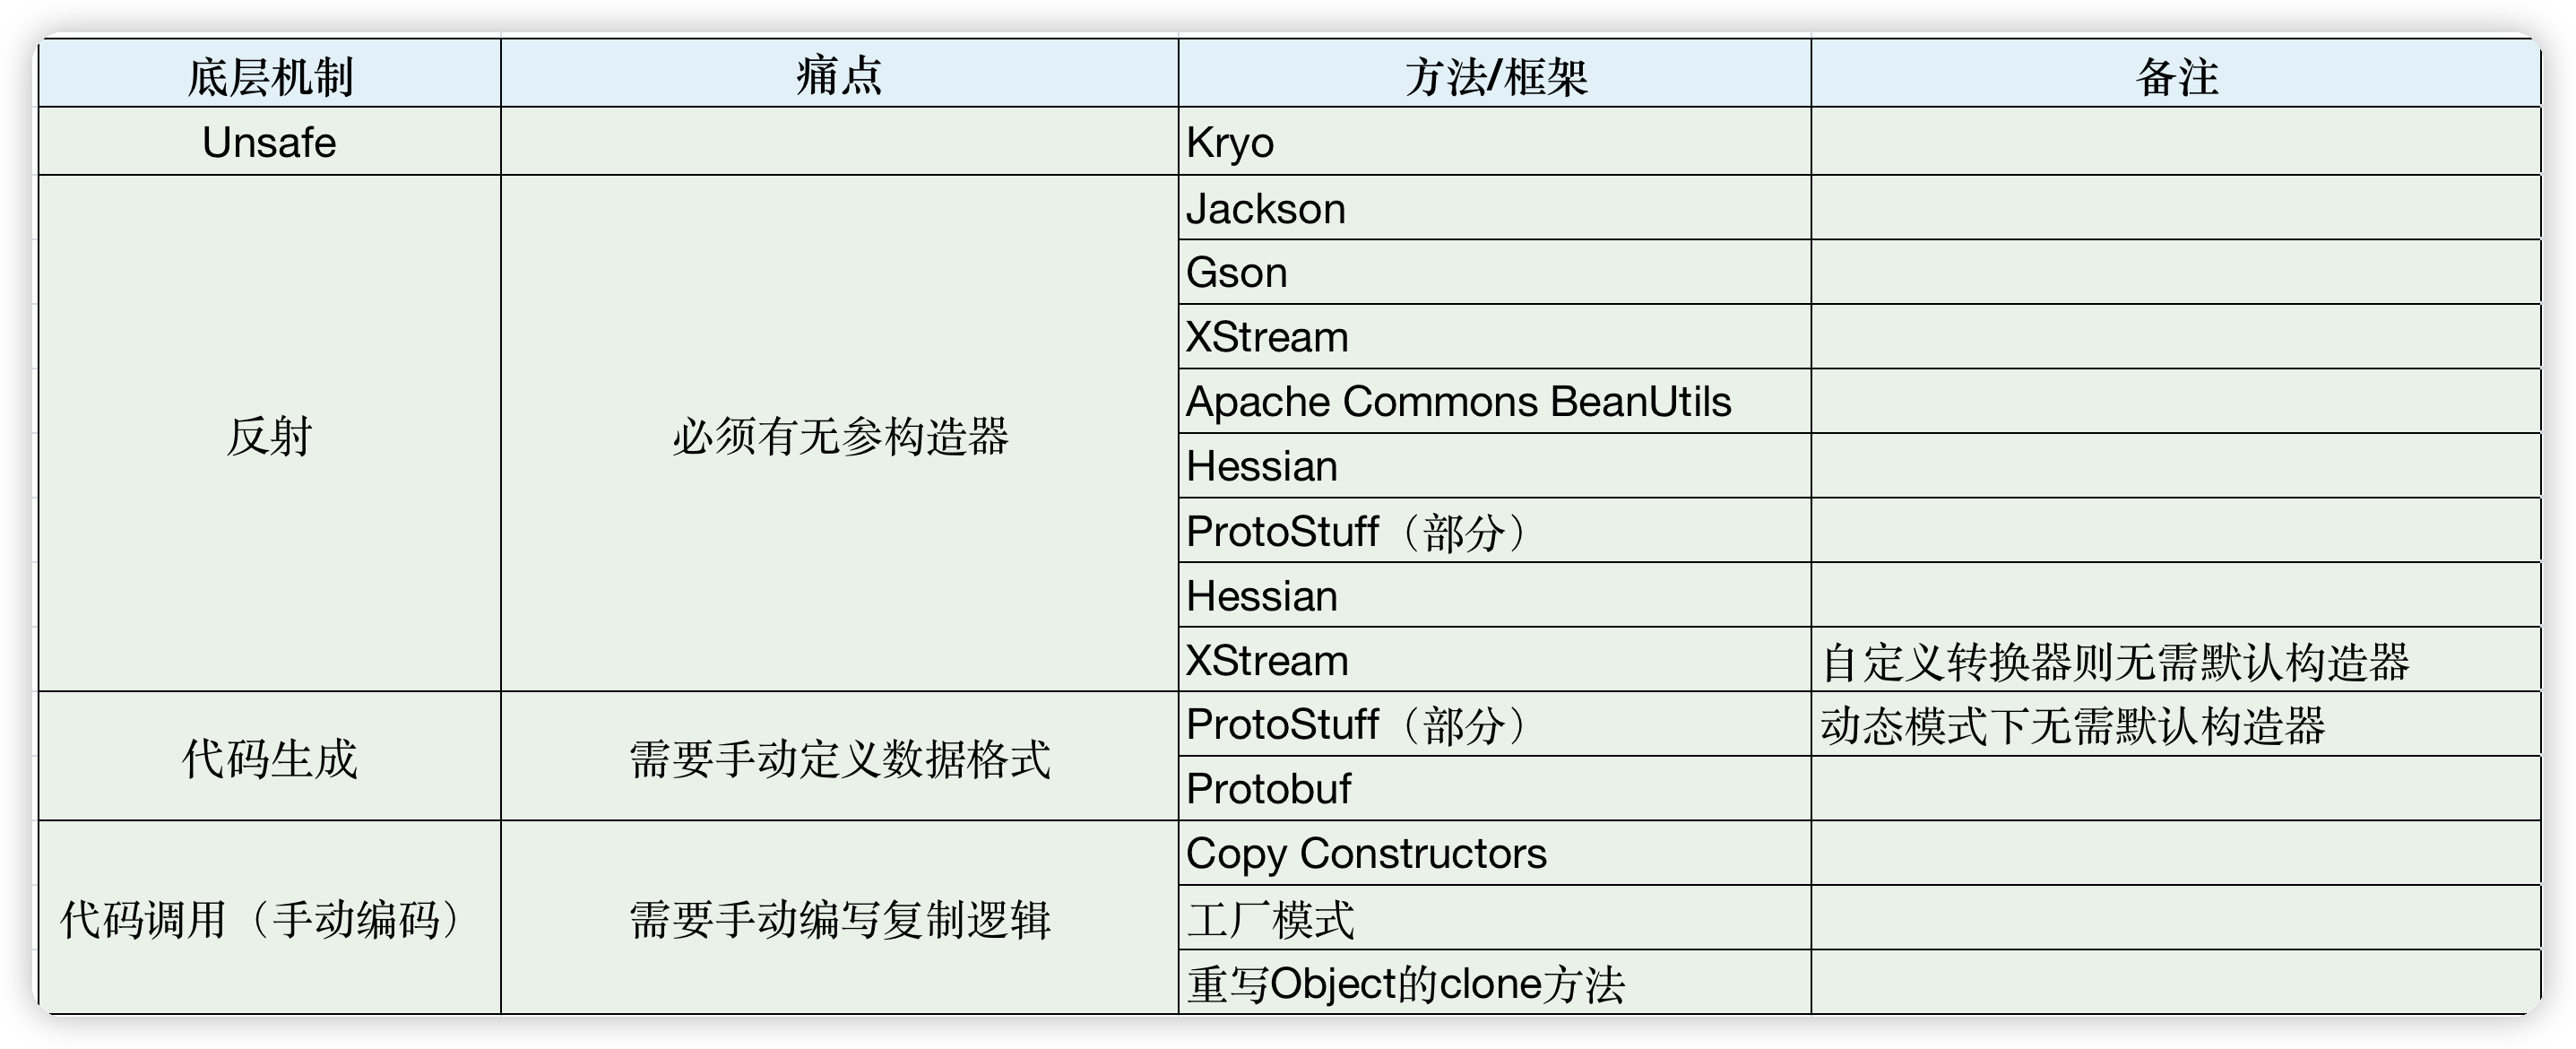 底层机制 痛点 方法/框架 备注
Unsafe Kryo
反射 必须有无参构造器 Jackson
Gson
XStream
Apache Commons BeanUtils
Hessian
ProtoStuff（部分）
Hessian
XStream 自定义转换器则无需默认构造器
代码生成 需要手动定义数据格式 ProtoStuff（部分） 动态模式下无需默认构造器
Protobuf
代码调用（手动编码） 需要手动编写复制逻辑 Copy Constructors
工厂模式
重写Object的clone方法